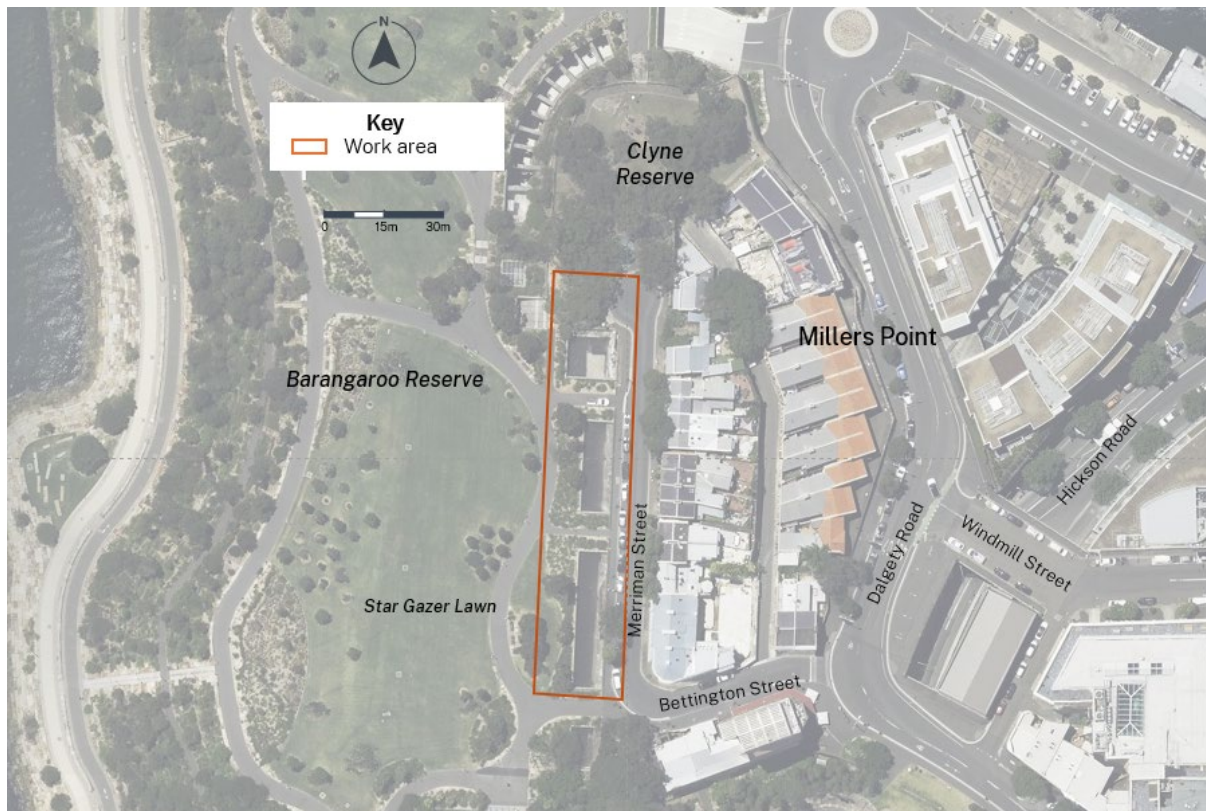 N
Key
Work area
0
15m
30m
Clyne
Reserve
Millers Point
Barangaroo Reserve
Hickson Road
Merriman Street
Dalgety Road
Windmill Street
Star Gazer Lawn
Bettington Street